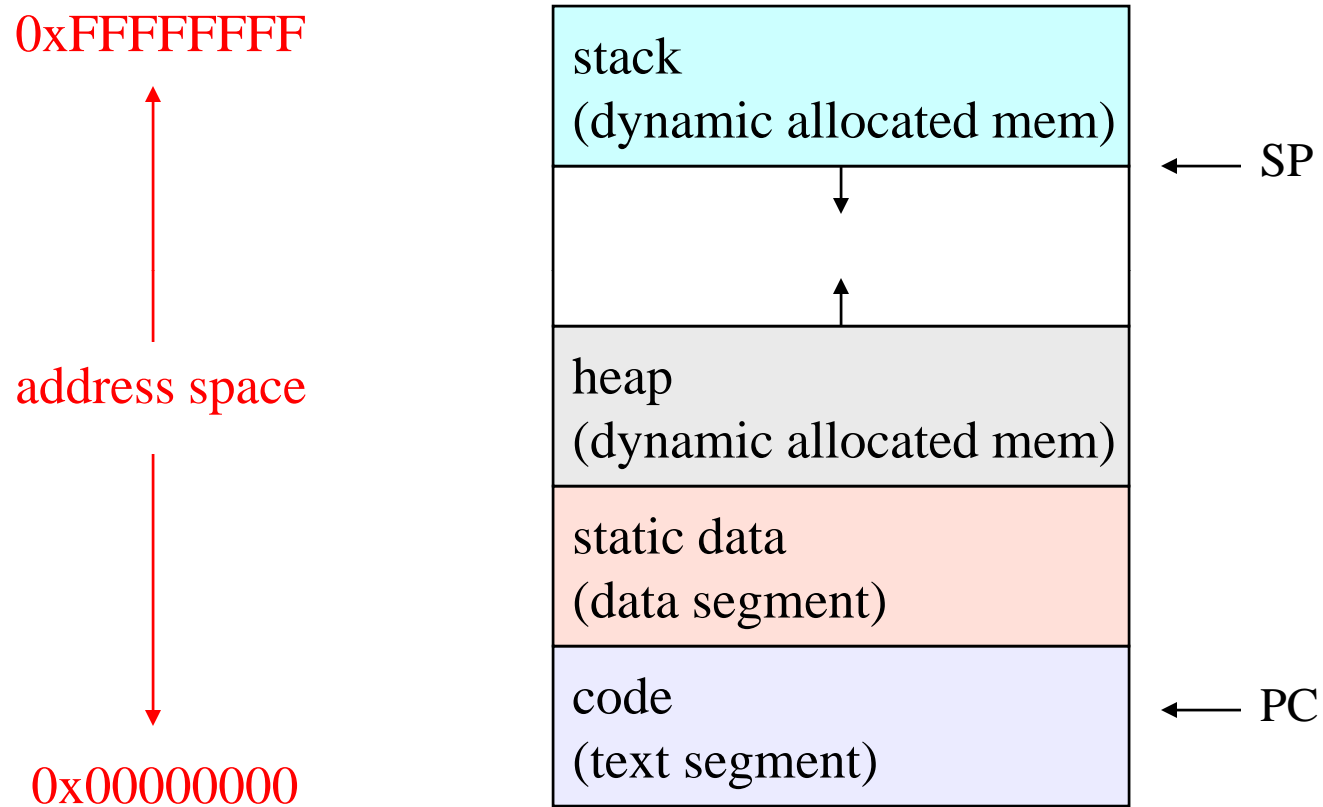 0xFFFFFFFF
stack
(dynamic allocated mem)
SP
address space
heap
(dynamic allocated mem)
static data
(data segment)
code
PC
(text segment)
0x00000000